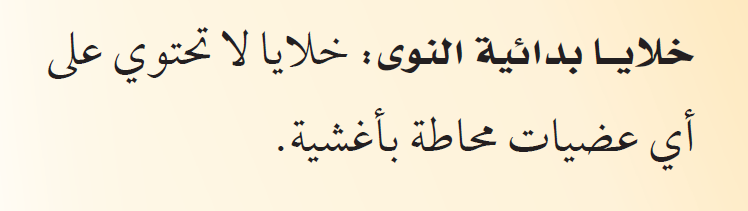 خلايا بدائية النوى: خلايا لا تحتوي على
أي عضيات محاطة بأغشية.